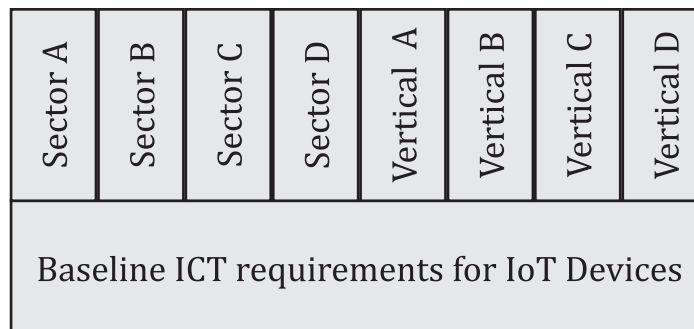 Sector A
Sector B
Sector C
Sector D
Vertical A
Vertical B
Vertical C
Vertical D
Baseline ICT requirements for IoT Devices